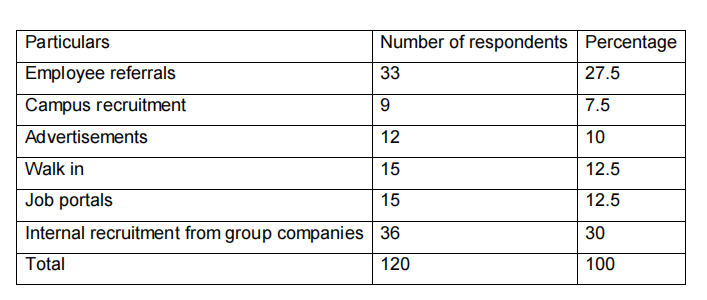 Particulars Number of respondents Percentage
Employee referrals 33 27.5
Campus recruitment 9 7.5
Advertisements 12 10
Walk in 15 12.5
Job portals 15 12.5
Internal recruitment from group companies 36 30
Total 120 100